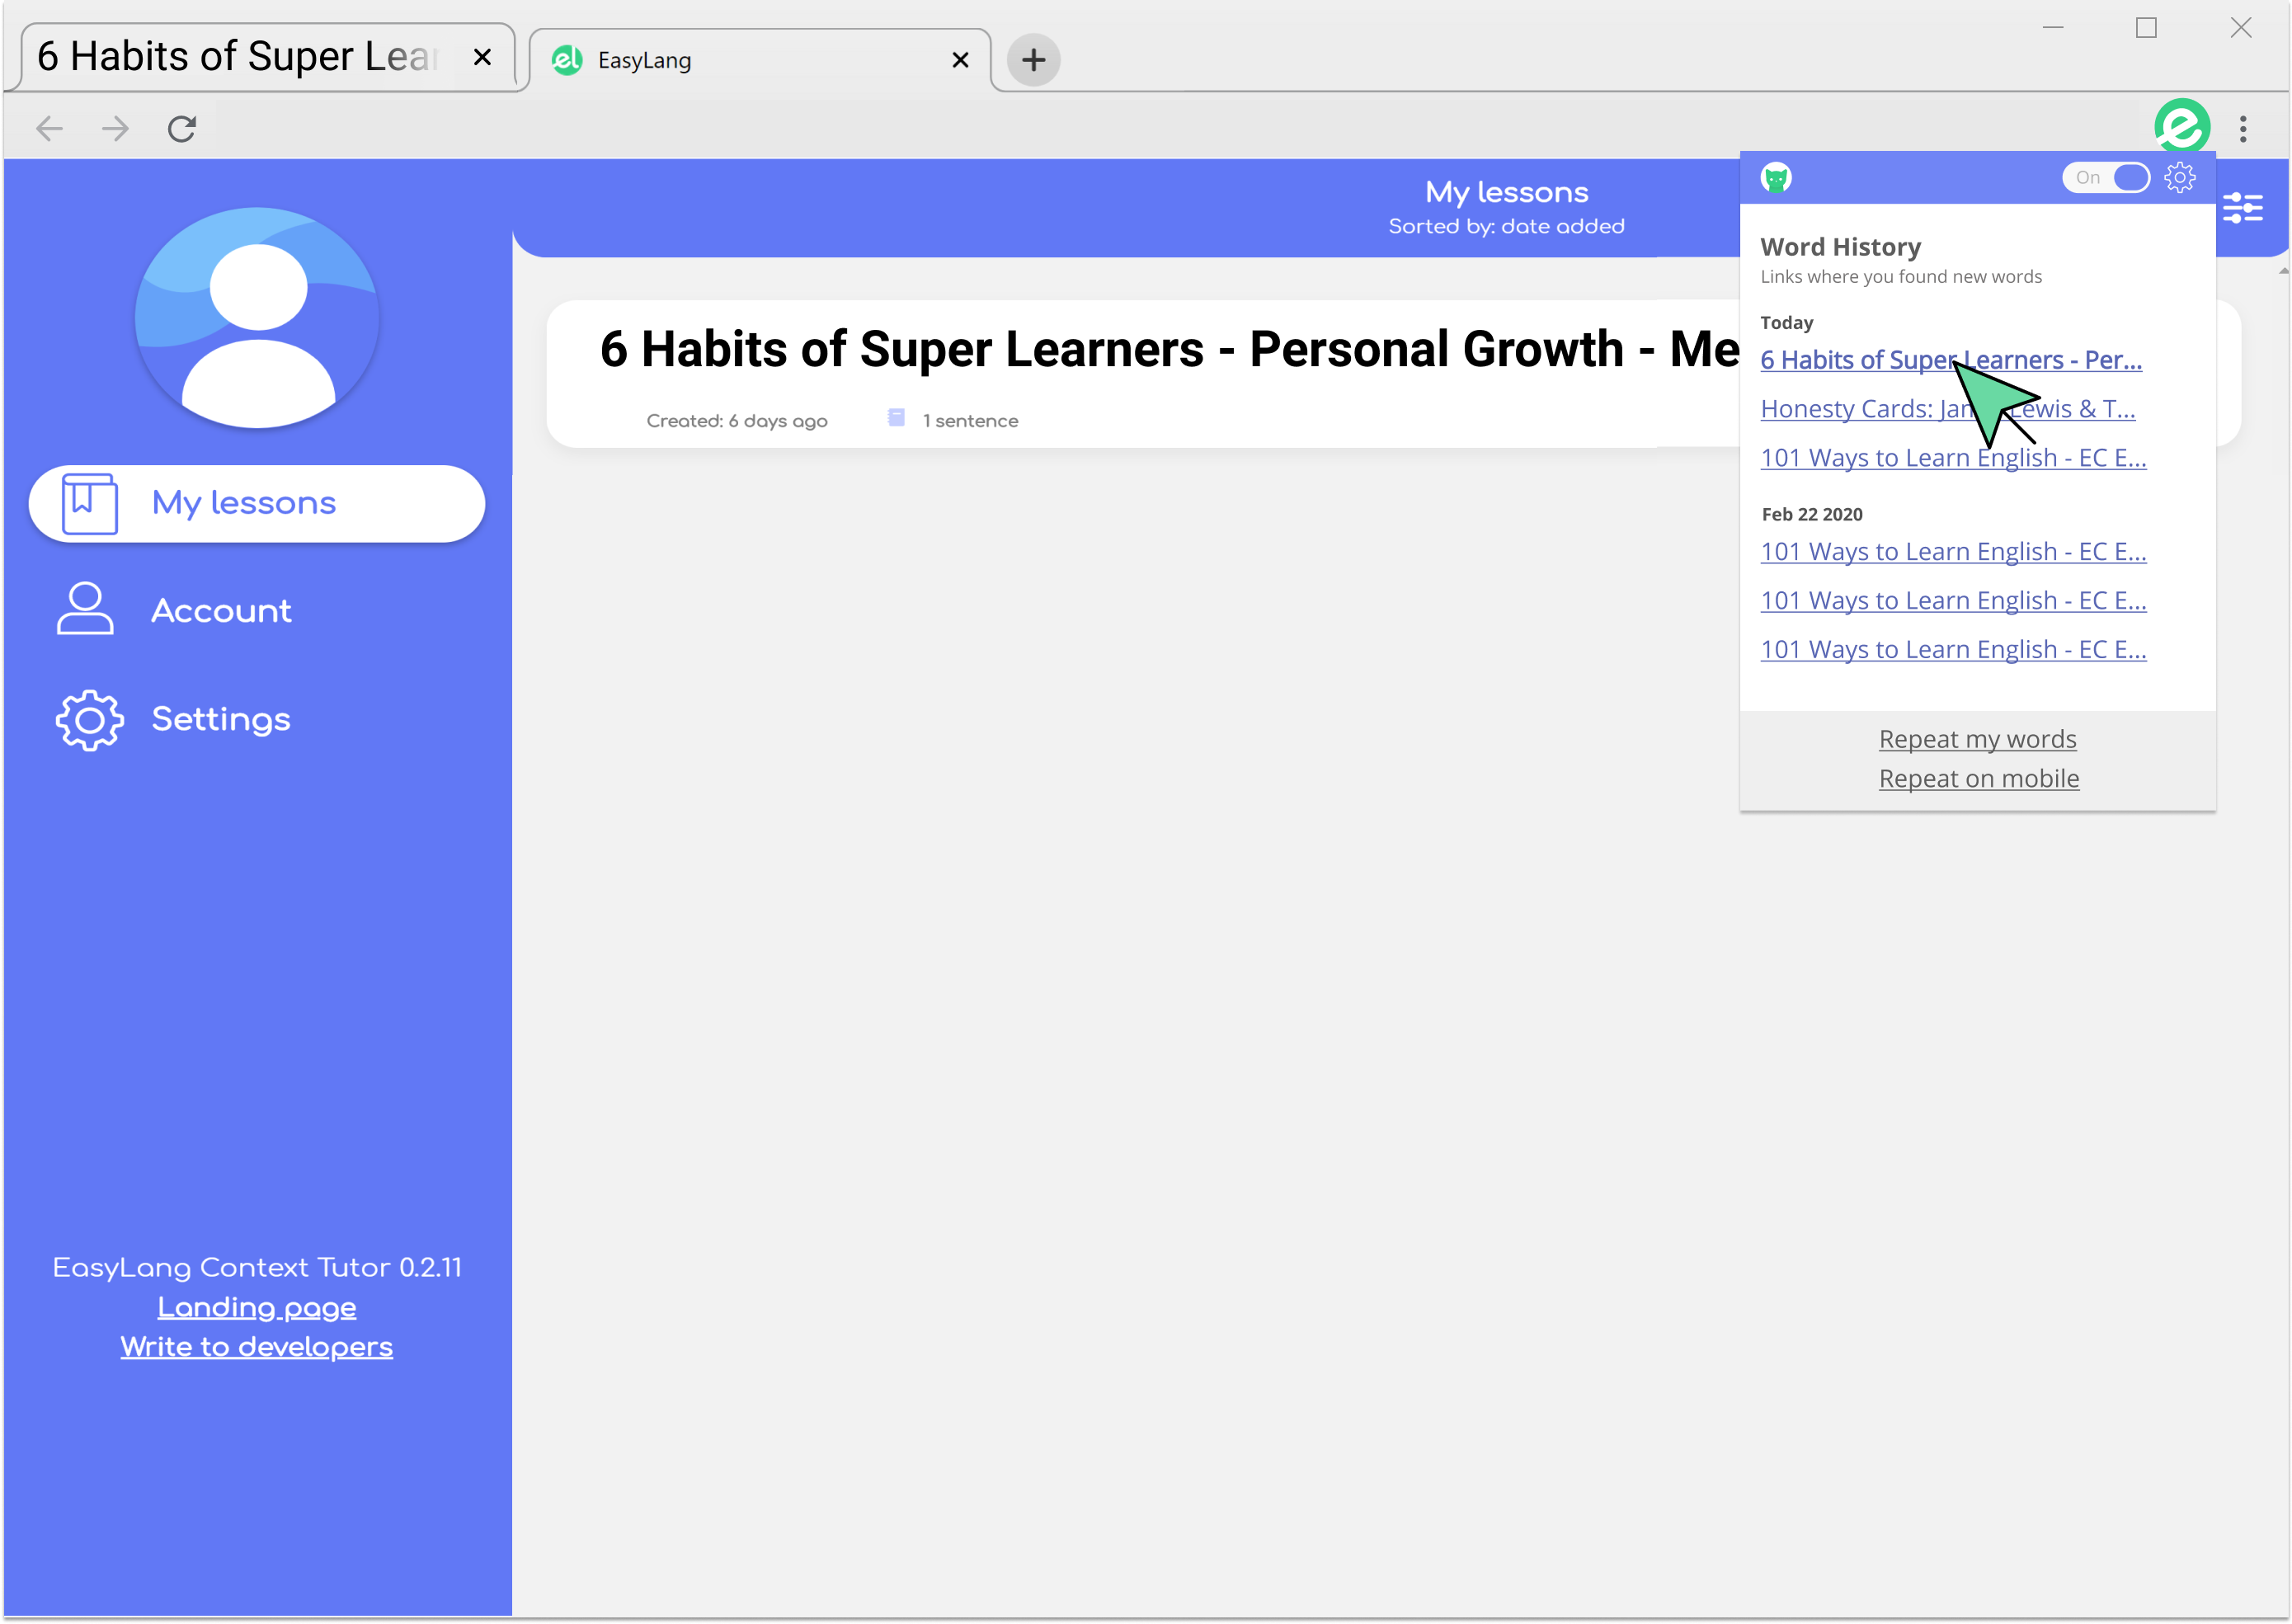 6 Habits of Super Lear
EasyLang
My lessons
Account
Settings
EasyLang Context Tutor 0.2.11
Landing page
Write to developers
My lessons
Sorted by: date added
6 Habits of Super Learners - Personal Growth - Me
Created: 6 days ago
1 sentence
On
Word History
Links where you found new words
Today
6 Habits of Super Learners - Per...
Honesty Cards: Lewis & T...
101 Ways to Learn English - EC E...
Feb 22 2020
101 Ways to Learn English - EC E...
101 Ways to Learn English - EC E...
101 Ways to Learn English - EC E...
Repeat my words
Repeat on mobile